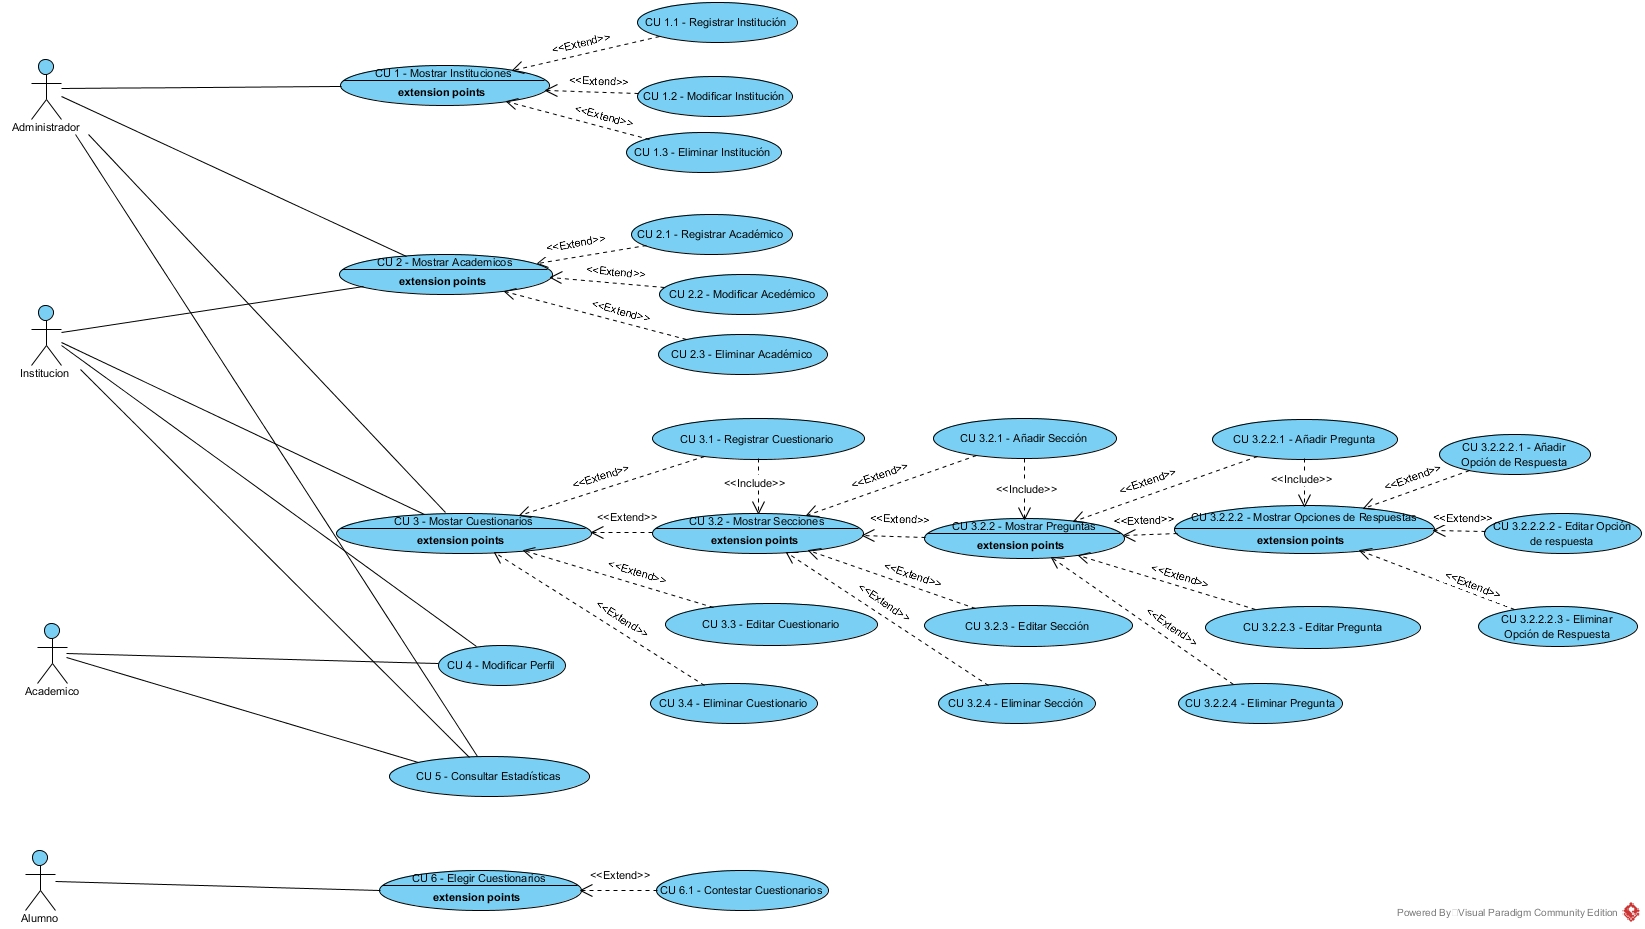 CU 1.1 - Registrar Institución
<<Extend>>
CU 1 - Mostrar Instituciones
extension points
<<Extend>>
CU 1.2 - Modificar Institución
<<Extend>>
CU 1.3 - Eliminar Institución
Administrador
CU 2.1 - Registrar Académico
<<Extend>>
CU 2 - Mostrar Academicos
extension points
<<Extend>>
CU 2.2 - Modificar Acedémico
<<Extend>>
CU 2.3 - Eliminar Académico
Institucion
CU 3.1 - Registrar Cuestionario
CU 3.2.1 - Añadir Sección
CU 3.2.2.1 - Añadir Pregunta
CU 3.2.2.2.1 - Añadir
Opción de Respuesta
<<Extend>>
<<Include>>
<<Extend>>
<<Include>>
<<Extend>>
<<Include>>
<<Extend>>
CU 3 - Mostar Cuestionarios
extension points
<<Extend>>
CU 3.2 - Mostrar Secciones
extension points
<<Extend>>
CU 3.2.2 - Mostrar Preguntas
extension points
<<Extend>>
CU 3.2.2.2 - Mostrar Opciones de Respuestas
extension points
<<Extend>>
CU 3.2.2.2.2 - Editar Opción
de respuesta
<<Extend>>
<<Extend>>
<<Extend>>
<<Extend>>
<<Extend>>
<<Extend>>
<<Extend>>
CU 3.3 - Editar Cuestionario
CU 3.2.3 - Editar Sección
CU 3.2.2.3 - Editar Pregunta
CU 3.2.2.2.3 - Eliminar
Opción de Respuesta
CU 4 - Modificar Perfil
Academico
CU 3.4 - Eliminar Cuestionario
CU 3.2.4 - Eliminar Sección
CU 3.2.2.4 - Eliminar Pregunta
CU 5 - Consultar Estadísticas
CU 6 - Elegir Cuestionarios
extension points
<<Extend>>
CU 6.1 - Contestar Cuestionarios
Alumno
Powered By Visual Paradigm Community Edition